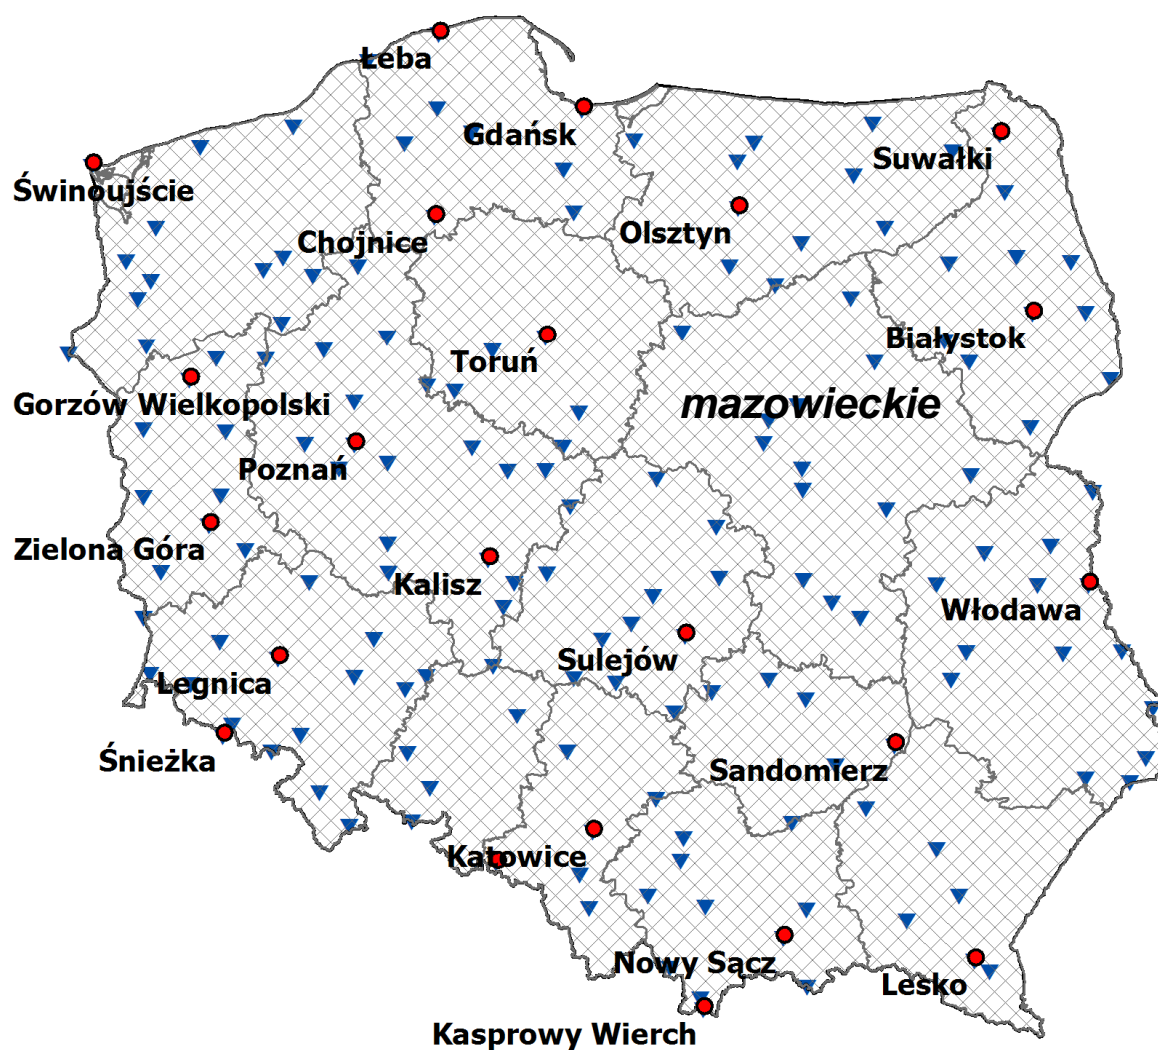 Łeba
Gdańsk
Suwałki
Świnoujście
Chojnice
Olsztyn
Białystok
Toruń
Gorzów Wielkopolski
mazowieckie
Poznań
Zielona Góra
Kalisz
Włodawa
Sulejów
Legnica
Śnieżka
Sandomierz
Katowice
Nowy Sącz
Lesko
Kasprowy Wierch